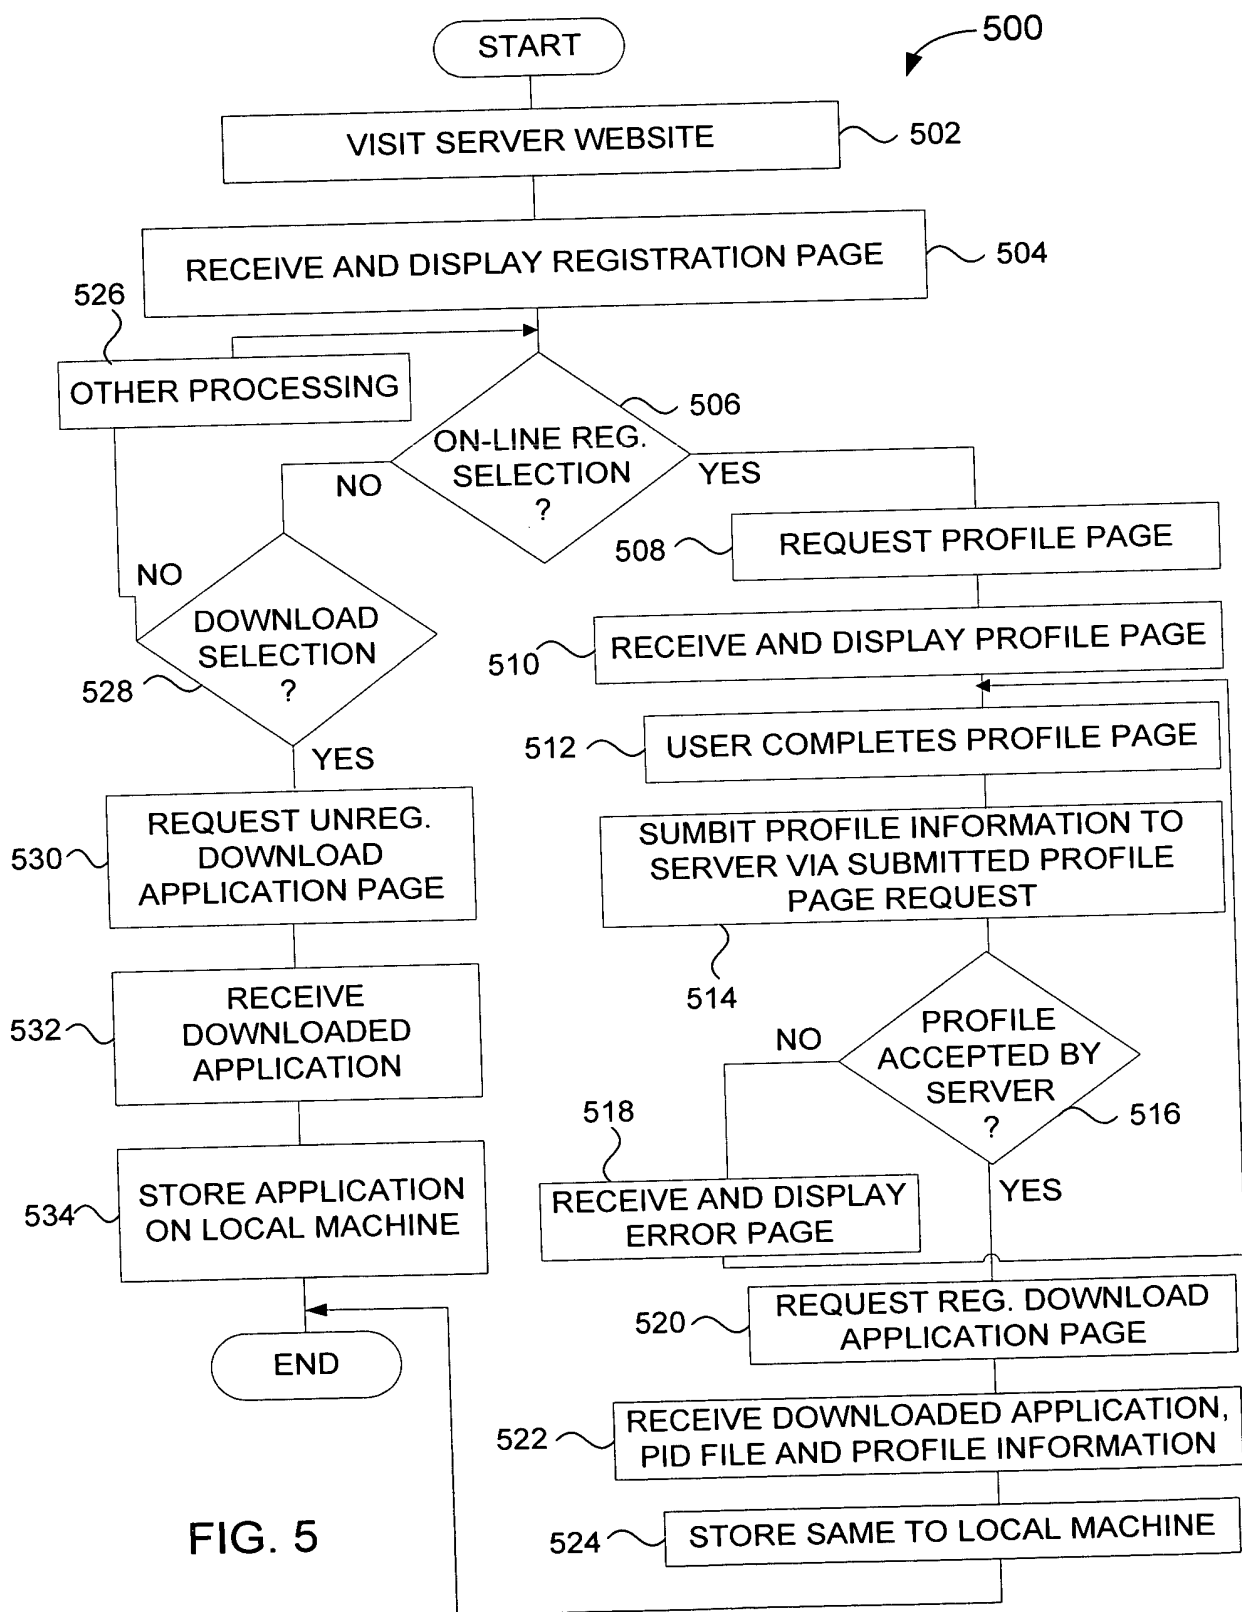 START
500
VISIT SERVER WEBSITE
502
RECEIVE AND DISPLAY REGISTRATION PAGE
504
526
OTHER PROCESSING
506
ON-LINE REG.
SELECTION
?
NO
YES
508
REQUEST PROFILE PAGE
NO
DOWNLOAD
SELECTION
?
528
YES
510
RECEIVE AND DISPLAY PROFILE PAGE
512
USER COMPLETES PROFILE PAGE
530
REQUEST UNREG.
DOWNLOAD
APPLICATION PAGE
SUMBIT PROFILE INFORMATION TO
SERVER VIA SUBMITTED PROFILE
PAGE REQUEST
514
532
RECEIVE
DOWNLOADED
APPLICATION
NO
PROFILE
ACCEPTED BY
SERVER
?
516
YES
518
RECEIVE AND DISPLAY
ERROR PAGE
534
STORE APPLICATION
ON LOCAL MACHINE
520
REQUEST REG. DOWNLOAD
APPLICATION PAGE
END
522
RECEIVE DOWNLOADED APPLICATION,
PID FILE AND PROFILE INFORMATION
524
STORE SAME TO LOCAL MACHINE
FIG. 5